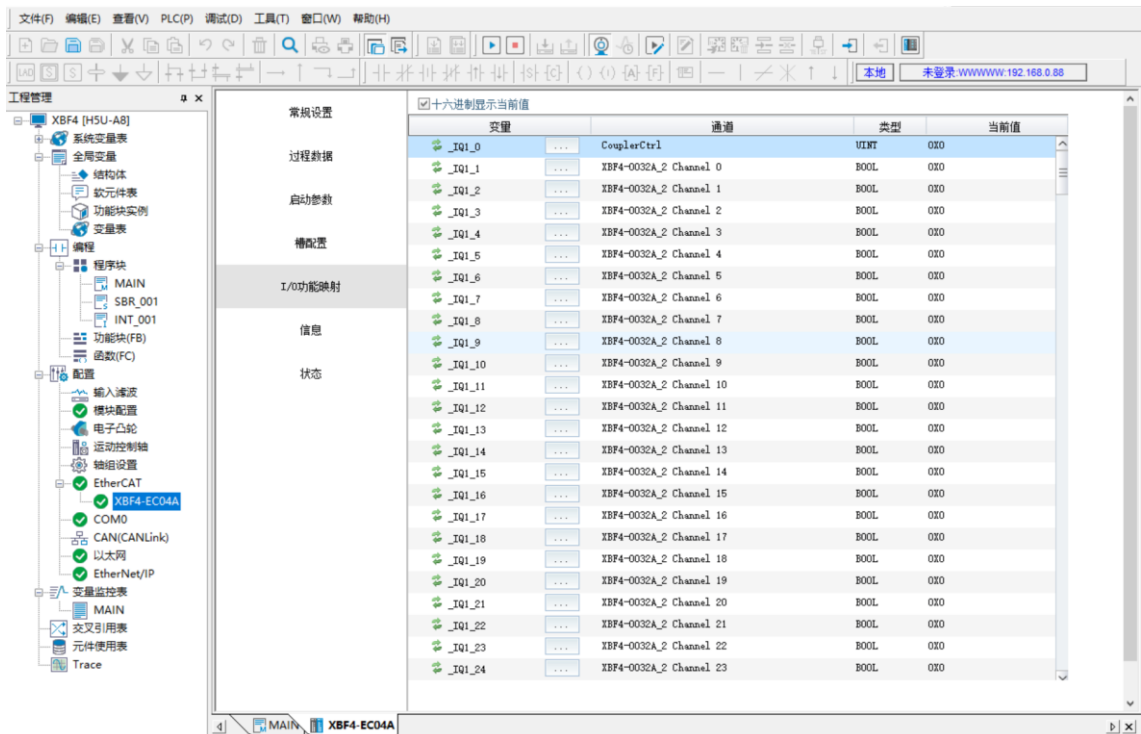 文件(F) 编辑(E) 查看(V) PLC(P) 调试(D) 工具(T) 窗口(W) 帮助(H)
本地 未登录:WWWWW:192.168.0.88
工程管理
XBF4 [H5U-A8]
系统变量表
全局变量
结构体
软元件表
功能块实例
变量表
编程
程序块
MAIN
SBR_001
INT_001
功能块(FB)
函数(FC)
配置
输入滤波
模块配置
电子凸轮
运动控制轴
轴组设置
EtherCAT
XBF4-EC04A
COM0
CAN(CANLink)
以太网
EtherNet/IP
变量监控表
MAIN
交叉引用表
元件使用表
Trace
常规设置
过程数据
启动参数
槽配置
I/O功能映射
信息
状态
十六进制显示当前值
变量 通道 类型 当前值
_IQ1_0 ... CouplerCtrl UINT 0X0
_IQ1_1 ... XBF4-0032A_2 Channel 0 BOOL 0X0
_IQ1_2 ... XBF4-0032A_2 Channel 1 BOOL 0X0
_IQ1_3 ... XBF4-0032A_2 Channel 2 BOOL 0X0
_IQ1_4 ... XBF4-0032A_2 Channel 3 BOOL 0X0
_IQ1_5 ... XBF4-0032A_2 Channel 4 BOOL 0X0
_IQ1_6 ... XBF4-0032A_2 Channel 5 BOOL 0X0
_IQ1_7 ... XBF4-0032A_2 Channel 6 BOOL 0X0
_IQ1_8 ... XBF4-0032A_2 Channel 7 BOOL 0X0
_IQ1_9 ... XBF4-0032A_2 Channel 8 BOOL 0X0
_IQ1_10 ... XBF4-0032A_2 Channel 9 BOOL 0X0
_IQ1_11 ... XBF4-0032A_2 Channel 10 BOOL 0X0
_IQ1_12 ... XBF4-0032A_2 Channel 11 BOOL 0X0
_IQ1_13 ... XBF4-0032A_2 Channel 12 BOOL 0X0
_IQ1_14 ... XBF4-0032A_2 Channel 13 BOOL 0X0
_IQ1_15 ... XBF4-0032A_2 Channel 14 BOOL 0X0
_IQ1_16 ... XBF4-0032A_2 Channel 15 BOOL 0X0
_IQ1_17 ... XBF4-0032A_2 Channel 16 BOOL 0X0
_IQ1_18 ... XBF4-0032A_2 Channel 17 BOOL 0X0
_IQ1_19 ... XBF4-0032A_2 Channel 18 BOOL 0X0
_IQ1_20 ... XBF4-0032A_2 Channel 19 BOOL 0X0
_IQ1_21 ... XBF4-0032A_2 Channel 20 BOOL 0X0
_IQ1_22 ... XBF4-0032A_2 Channel 21 BOOL 0X0
_IQ1_23 ... XBF4-0032A_2 Channel 22 BOOL 0X0
_IQ1_24 ... XBF4-0032A_2 Channel 23 BOOL 0X0
MAIN XBF4-EC04A